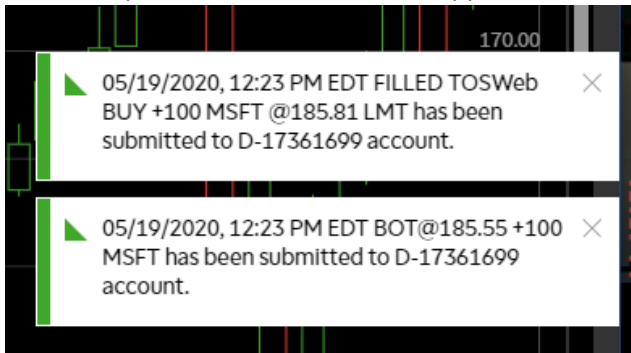 170.00
05/19/2020, 12:23 PM EDT FILLED TOSWeb
BUY +100 MSFT @185.81 LMT has been
submitted to D-17361699 account.
05/19/2020, 12:23 PM EDT BOT@185.55 +100
MSFT has been submitted to D-17361699
account.